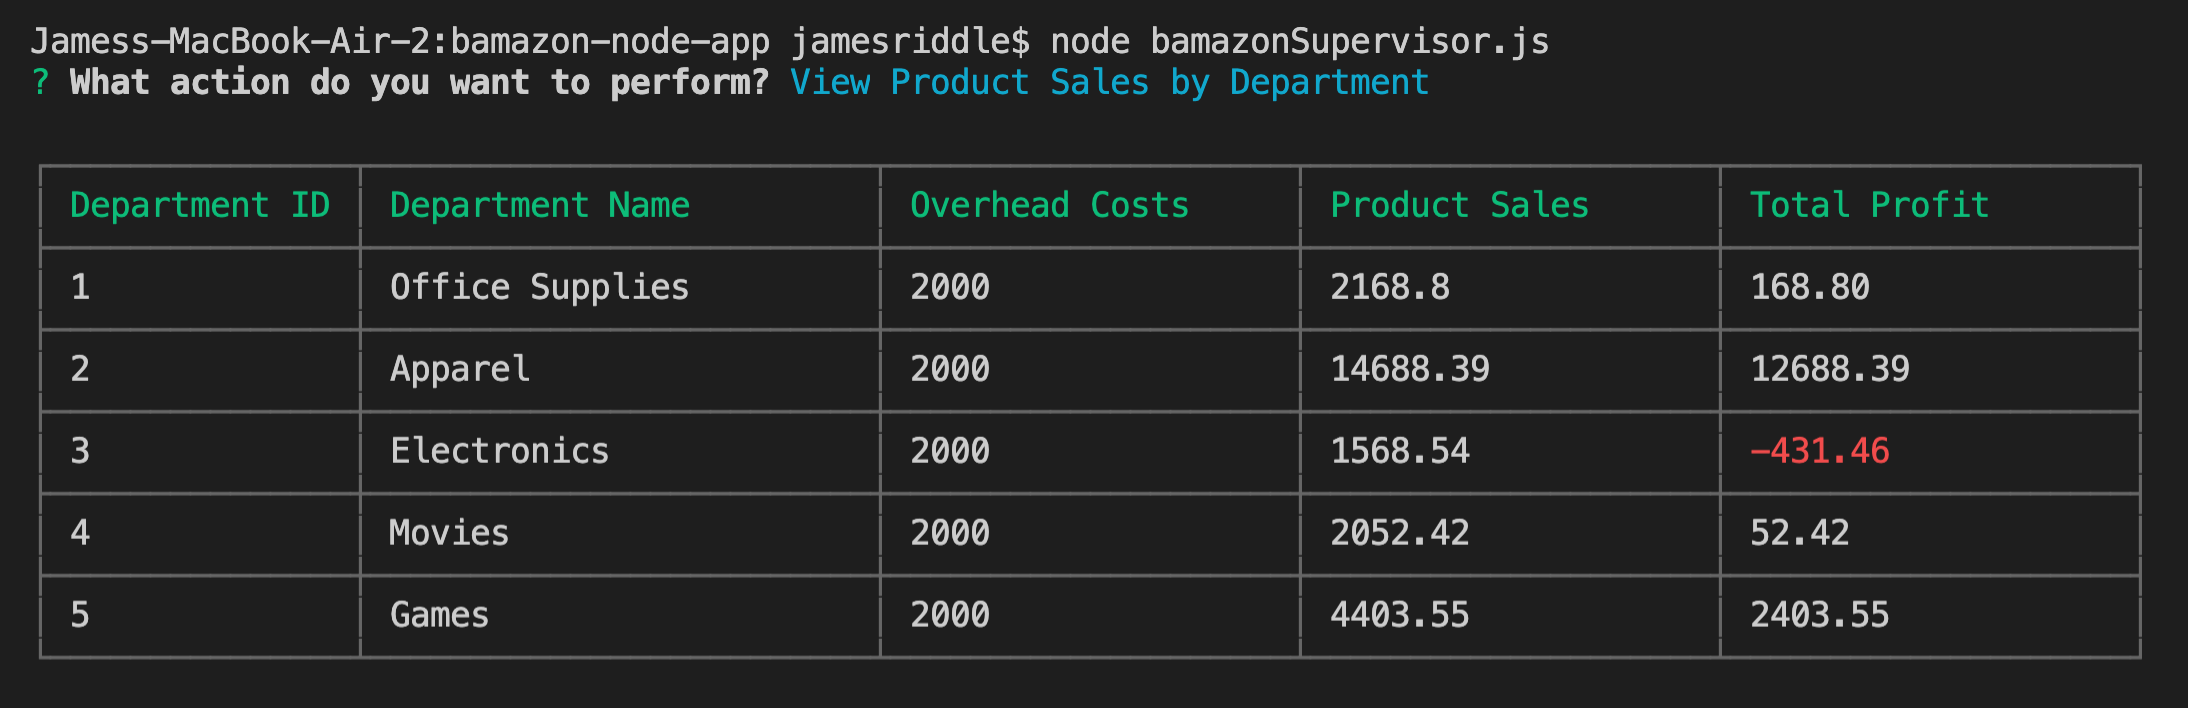 Jamess-MacBook-Air-2:bamazon-node-app jamesriddle$ node bamazonSupervisor.js
? What action do you want to perform? View Product Sales by Department
Department ID Department Name Overhead Costs Product Sales Total Profit
1 Office Supplies 2000 2168.8 168.80
2 Apparel 2000 14688.39 12688.39
3 Electronics 2000 1568.54 -431.46
4 Movies 2000 2052.42 52.42
5 Games 2000 4403.55 2403.55